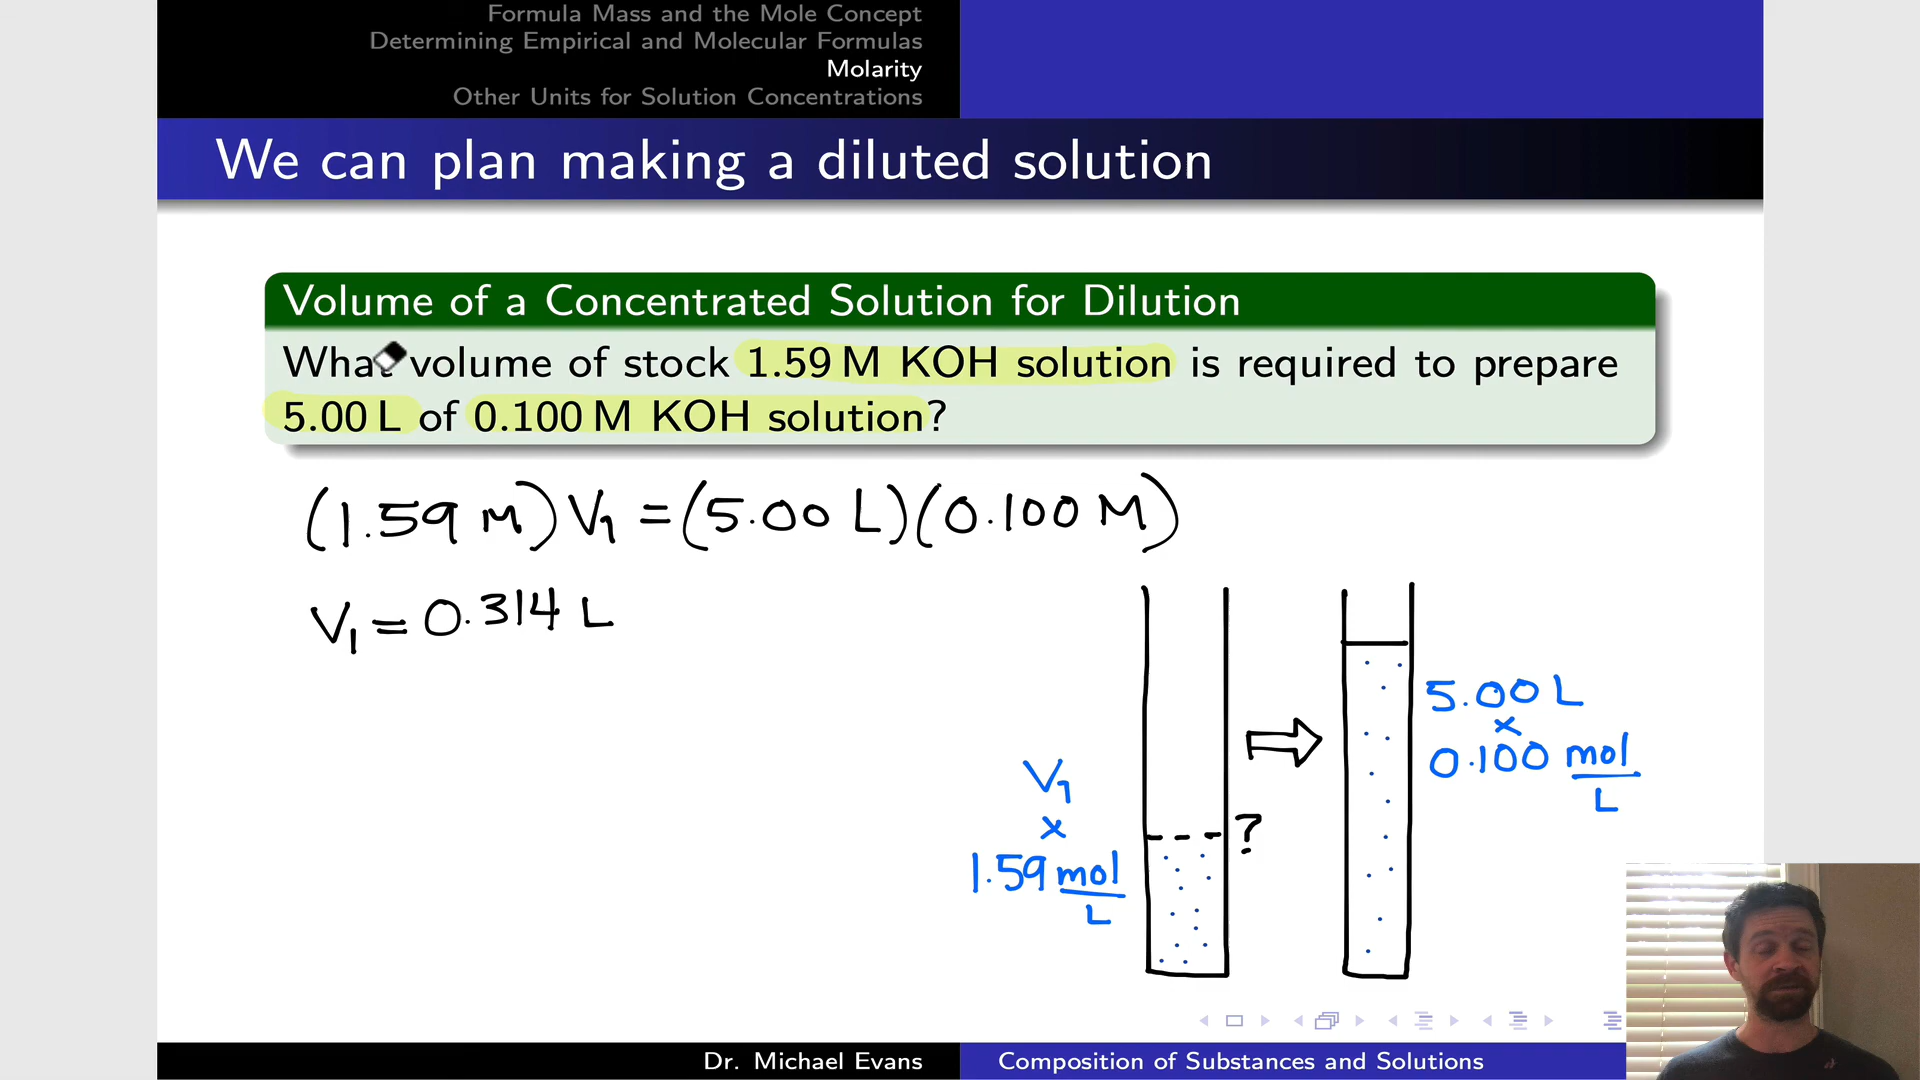 Formula Mass and the Mole Concept
Determining Empirical and Molecular Formulas
Molarity
Other Units for Solution Concentrations
We can plan making a diluted solution
Volume of a Concentrated Solution for Dilution
What volume of stock 1.59 M KOH solution is required to prepare
5.00 L of 0.100 M KOH solution?
(1.59 M) V₁ = (5.00 L)(0.100 M)
V₁ = 0.314 L
V₁
x
1.59 mol
L
?
5.00 L
x
0.100 mol
L
Dr. Michael Evans
Composition of Substances and Solutions